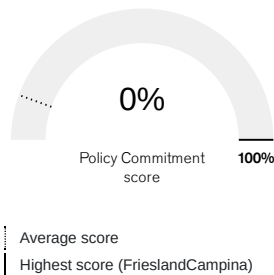 0%
Policy Commitment
score
100%
Average score
Highest score (FrieslandCampina)